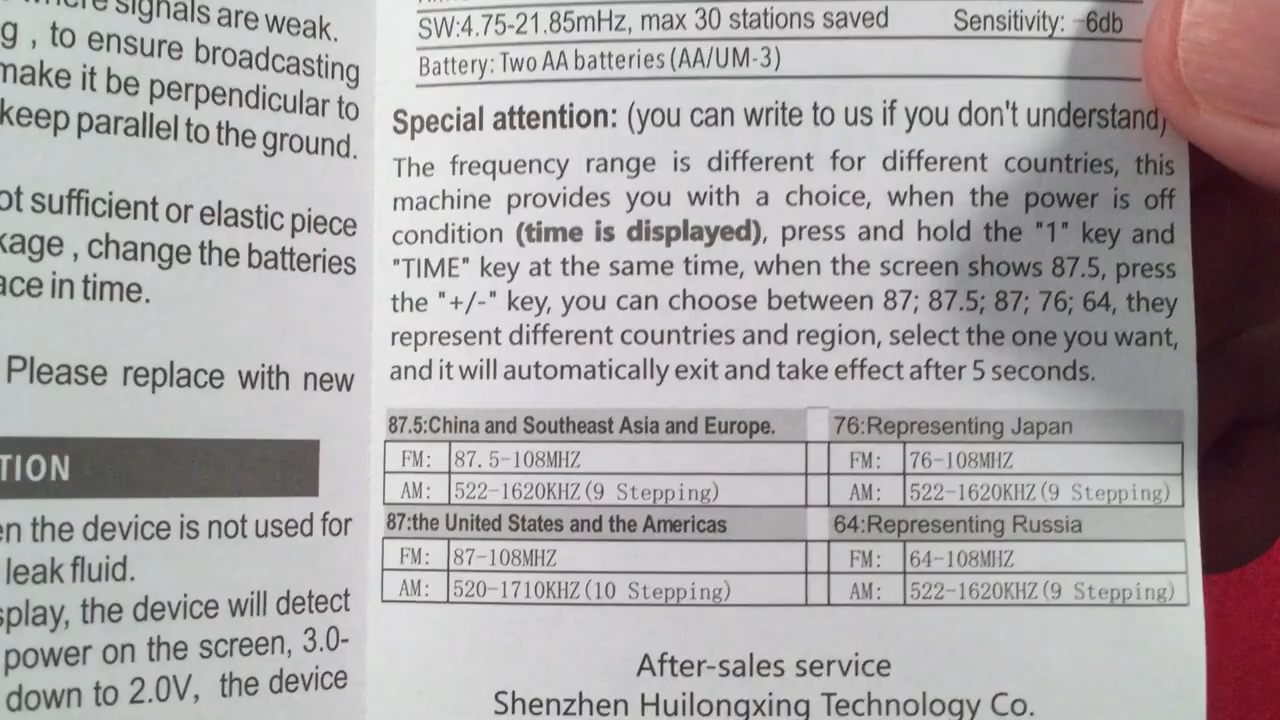 signals are weak.
g , to ensure broadcasting
make it be perpendicular to
keep parallel to the ground.
ot sufficient or elastic piece
kage , change the batteries
ace in time.
Please replace with new
TION
en the device is not used for
leak fluid.
splay, the device will detect
power on the screen, 3.0-
down to 2.0V, the device
SW:4.75-21.85mHz, max 30 stations saved Sensitivity: -6db
Battery: Two AA batteries (AA/UM-3)
Special attention: (you can write to us if you don't understand)
The frequency range is different for different countries, this
machine provides you with a choice, when the power is off
condition (time is displayed), press and hold the "1" key and
"TIME" key at the same time, when the screen shows 87.5, press
the "+/-" key, you can choose between 87; 87.5; 87; 76; 64, they
represent different countries and region, select the one you want,
and it will automatically exit and take effect after 5 seconds.
87.5:China and Southeast Asia and Europe. 76:Representing Japan
FM: 87.5-108MHZ FM: 76-108MHZ
AM: 522-1620KHZ(9 Stepping) AM: 522-1620KHZ(9 Stepping)
87:the United States and the Americas 64:Representing Russia
FM: 87-108MHZ FM: 64-108MHZ
AM: 520-1710KHZ(10 Stepping) AM: 522-1620KHZ(9 Stepping)
After-sales service
Shenzhen Huilongxing Technology Co.